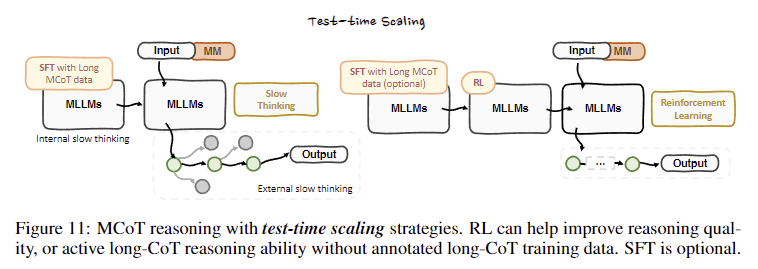 Test-time Scaling
Input MM
SFT with Long
MCoT data
MLLMs
MLLMs
Slow
Thinking
Internal slow thinking
Output
External slow thinking
Input MM
SFT with Long MCoT
data (optional)
RL
MLLMs
MLLMs
MLLMs
Reinforcement
Learning
...
Output
Figure 11: MCoT reasoning with test-time scaling strategies. RL can help improve reasoning qual-
ity, or active long-CoT reasoning ability without annotated long-CoT training data. SFT is optional.